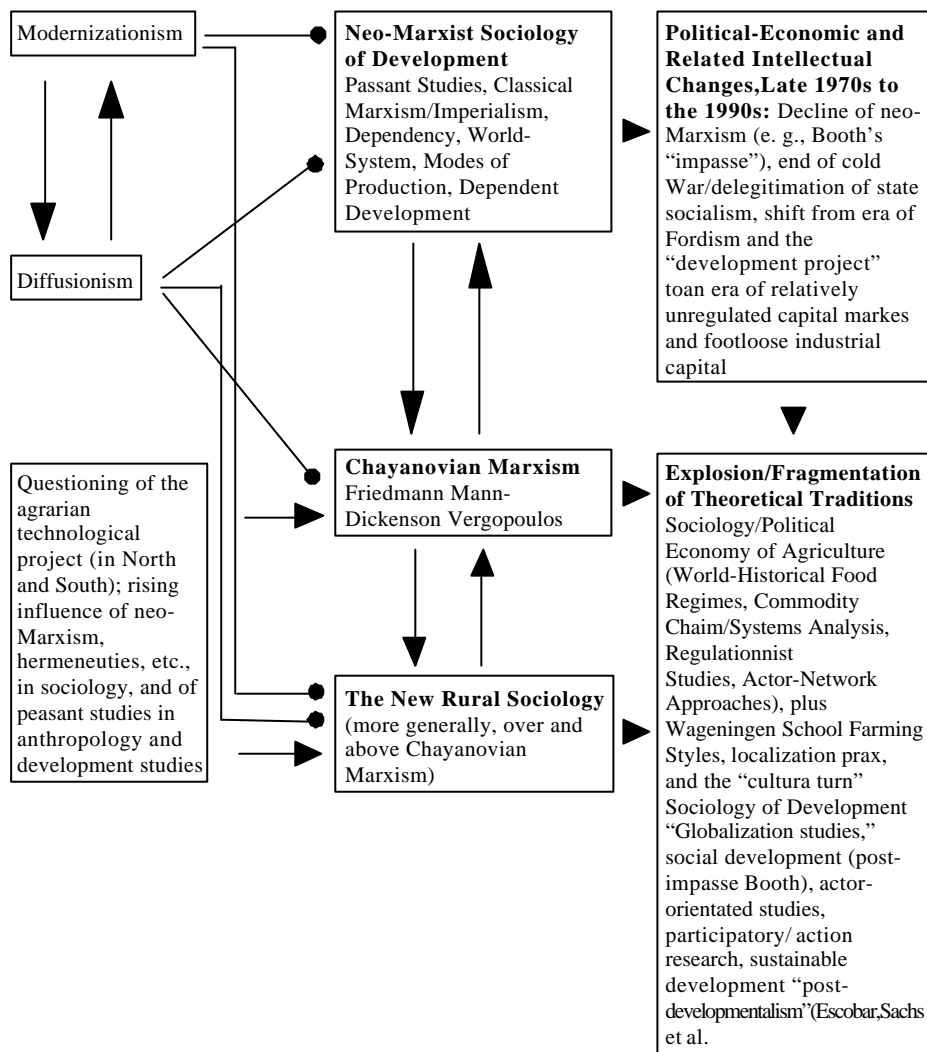 Modernizationism
Diffusionism
Questioning of the
agrarian
technological
project (in North
and South); rising
influence of neo-
Marxism,
hermeneuties, etc.,
in sociology, and of
peasant studies in
anthropology and
development studies
Neo-Marxist Sociology
of Development
Passant Studies, Classical
Marxism/Imperialism,
Dependency, World-
System, Modes of
Production, Dependent
Development
Chayanovian Marxism
Friedmann Mann-
Dickenson Vergopoulos
The New Rural Sociology
(more generally, over and
above Chayanovian
Marxism)
Political-Economic and
Related Intellectual
Changes,Late 1970s to
the 1990s: Decline of neo-
Marxism (e. g., Booth’s
“impasse”), end of cold
War/delegitimation of state
socialism, shift from era of
Fordism and the
“development project”
toan era of relatively
unregulated capital markes
and footloose industrial
capital
Explosion/Fragmentation
of Theoretical Traditions
Sociology/Political
Economy of Agriculture
(World-Historical Food
Regimes, Commodity
Chaim/Systems Analysis,
Regulationnist
Studies, Actor-Network
Approaches), plus
Wageningen School Farming
Styles, localization prax,
and the “cultura turn”
Sociology of Development
“Globalization studies,”
social development (post-
impasse Booth), actor-
orientated studies,
participatory/ action
research, sustainable
development “post-
developmentalism”(Escobar,Sachs
et al.